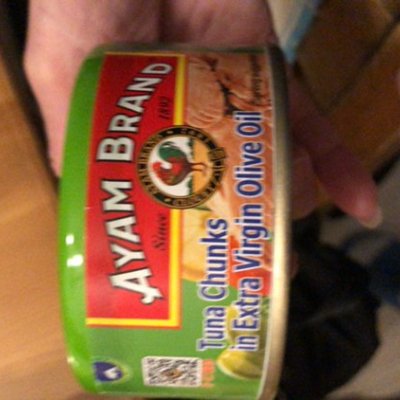 AYAM BRAND
Since 1892
Tuna Chunks
in Extra Virgin Olive Oil